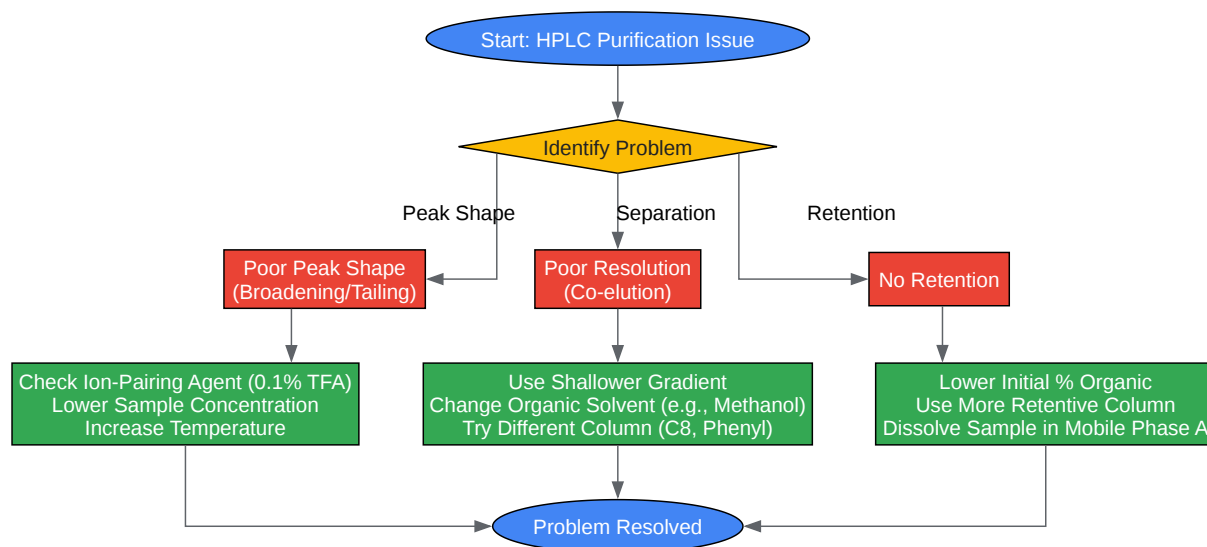 Start: HPLC Purification Issue
Identify Problem
Peak Shape
Separation
Retention
Poor Peak Shape
(Broadening/Tailing)
Poor Resolution
(Co-elution)
No Retention
Check Ion-Pairing Agent (0.1% TFA)
Lower Sample Concentration
Increase Temperature
Use Shallower Gradient
Change Organic Solvent (e.g., Methanol)
Try Different Column (C8, Phenyl)
Lower Initial % Organic
Use More Retentive Column
Dissolve Sample in Mobile Phase A
Problem Resolved